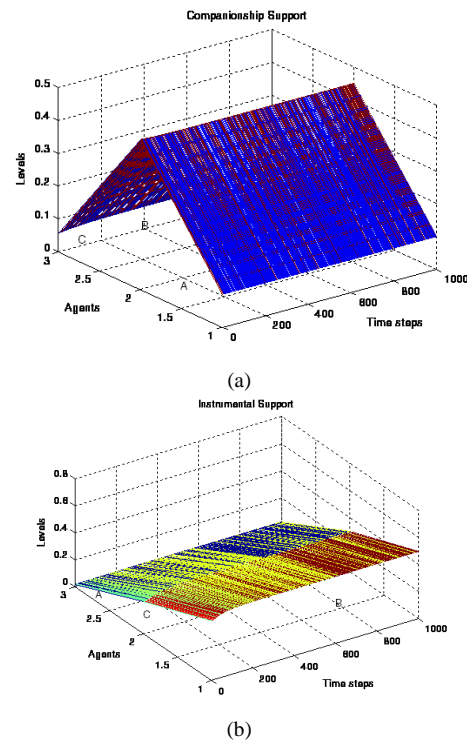 Companionship Support
0.5
0.4
0.3
0.2
0.1
0
Levels
C
B
A
3
2.5
2
1.5
1
Agents
0
200
400
600
800
1000
Time steps
(a)
Instrumental Support
0.8
0.6
0.4
0.2
0
Levels
A
C
B
3
2.5
2
1.5
1
Agents
0
200
400
600
800
1000
Time steps
(b)